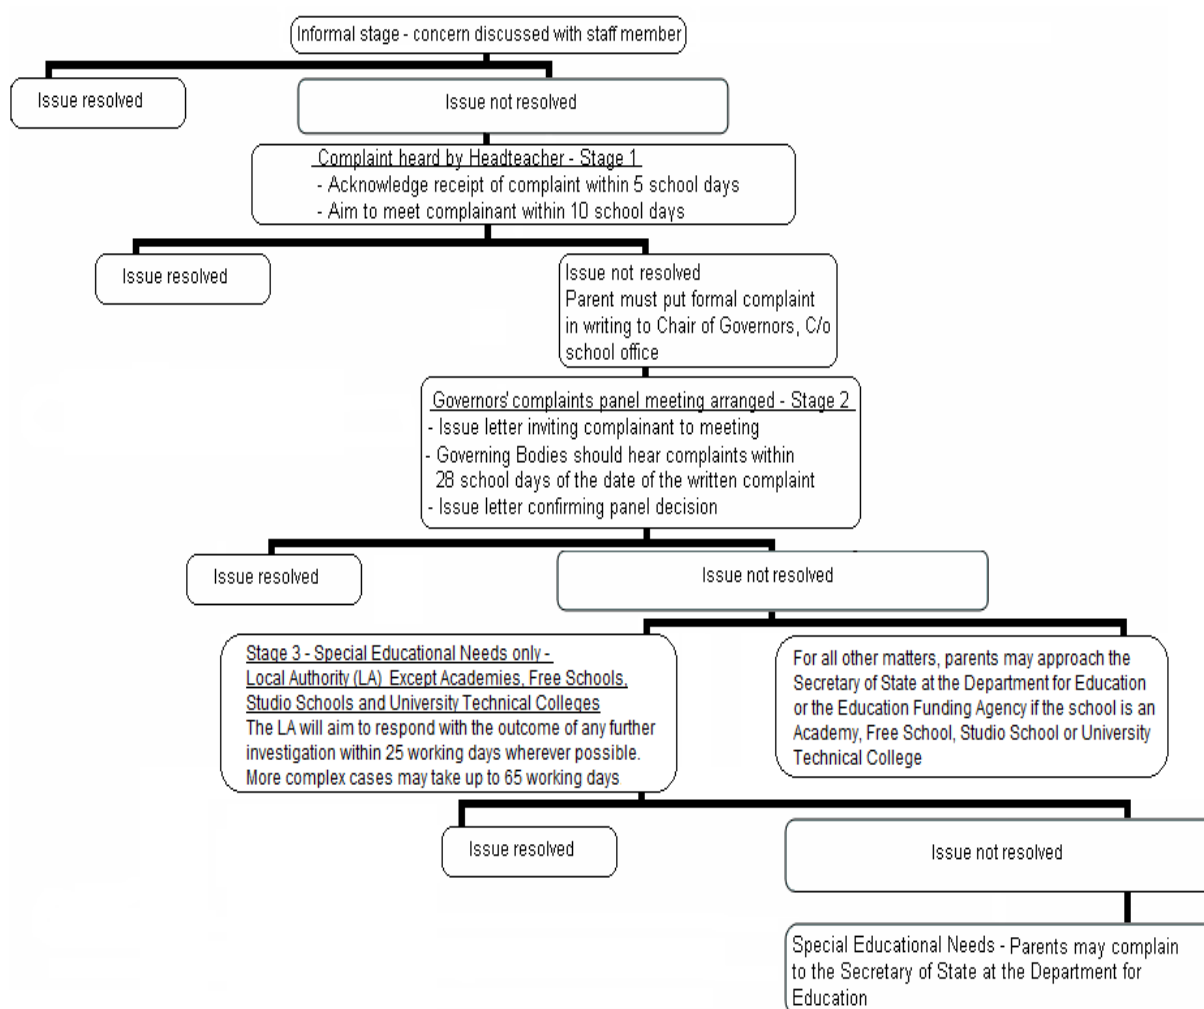 Informal stage - concern discussed with staff member
Issue resolved
Issue not resolved
Complaint heard by Headteacher - Stage 1
- Acknowledge receipt of complaint within 5 school days
- Aim to meet complainant within 10 school days
Issue resolved
Issue not resolved
Parent must put formal complaint
in writing to Chair of Governors, C/o
school office
Governors' complaints panel meeting arranged - Stage 2
- Issue letter inviting complainant to meeting
- Governing Bodies should hear complaints within
28 school days of the date of the written complaint
- Issue letter confirming panel decision
Issue resolved
Issue not resolved
Stage 3 - Special Educational Needs only -
Local Authority (LA) Except Academies, Free Schools,
Studio Schools and University Technical Colleges
The LA will aim to respond with the outcome of any further
investigation within 25 working days wherever possible.
More complex cases may take up to 65 working days
For all other matters, parents may approach the
Secretary of State at the Department for Education
or the Education Funding Agency if the school is an
Academy, Free School, Studio School or University
Technical College
Issue resolved
Issue not resolved
Special Educational Needs - Parents may complain
to the Secretary of State at the Department for
Education